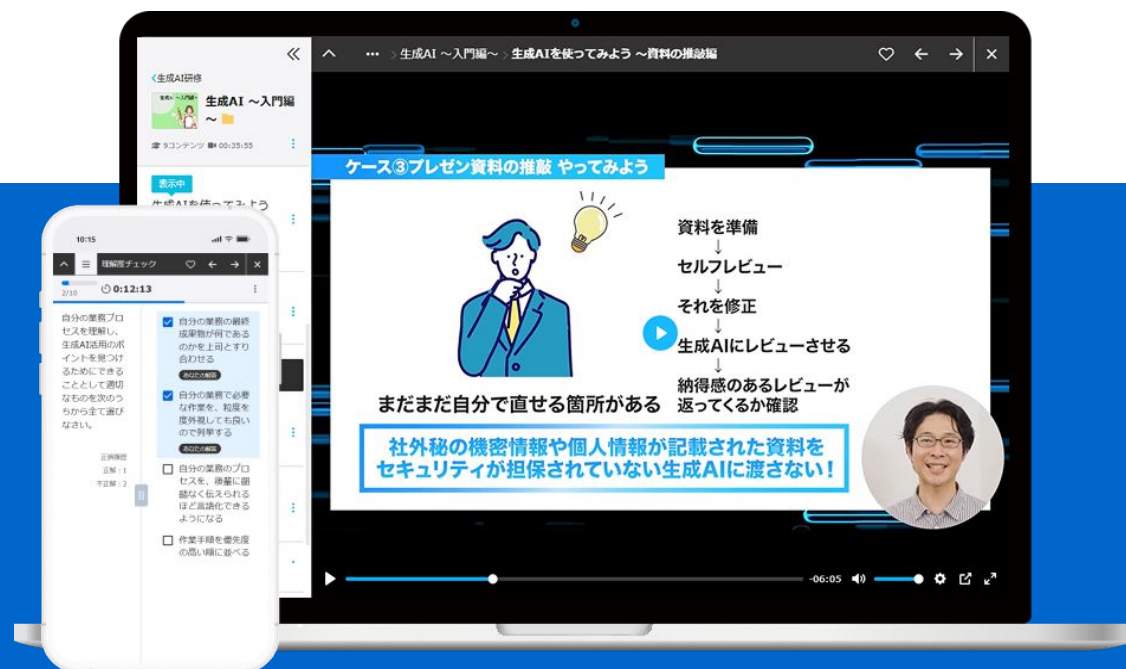 生成AI ～入門編～ > 生成AIを使ってみよう ～資料の推敲編
生成AI研修
生成AI ～入門編
～
9コンテンツ 00:35:55
表示中
生成AIを使ってみよう
ケース③プレゼン資料の推敲 やってみよう
資料を準備
↓
セルフレビュー
↓
それを修正
↓
生成AIにレビューさせる
↓
納得感のあるレビューが
返ってくるか確認
まだまだ自分で直せる箇所がある
社外秘の機密情報や個人情報が記載された資料を
セキュリティが担保されていない生成AIに渡さない！
-06:05
10:15
理解度チェック
2/10 0:12:13
自分の業務プロ
セスを理解し、
生成AI活用のポ
イントを見つけ
るためにできる
こととして適切
なものを次のう
ちから全て選び
なさい。
正誤履歴
正解：1
不正解：2
自分の業務の最終
成果物が何である
のかを上司とすり
合わせる
あなたの解答
自分の業務で必要
な作業を、粒度を
度外視しても良い
ので列挙する
あなたの解答
自分の業務のプロ
セスを、後輩に齟
齬なく伝えられる
ほど言語化できる
ようになる
作業手順を優先度
の高い順に並べる